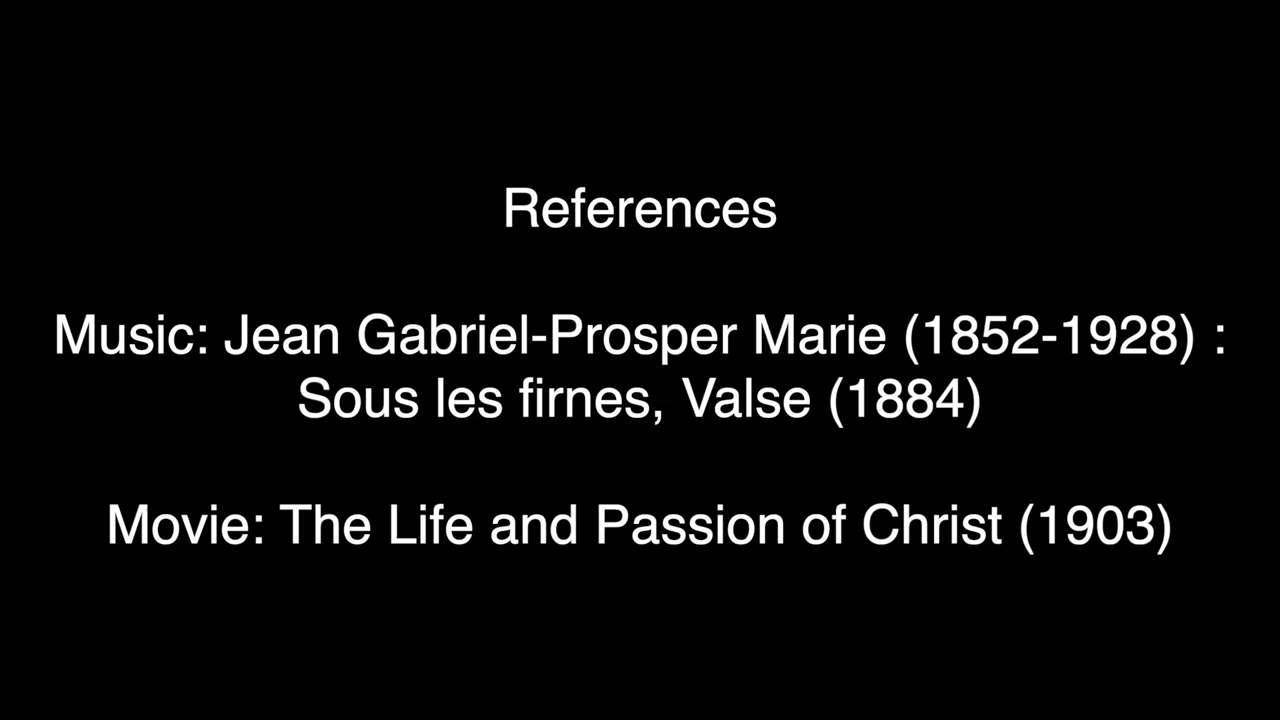 References
Music: Jean Gabriel-Prosper Marie (1852-1928) :
Sous les firnes, Valse (1884)
Movie: The Life and Passion of Christ (1903)